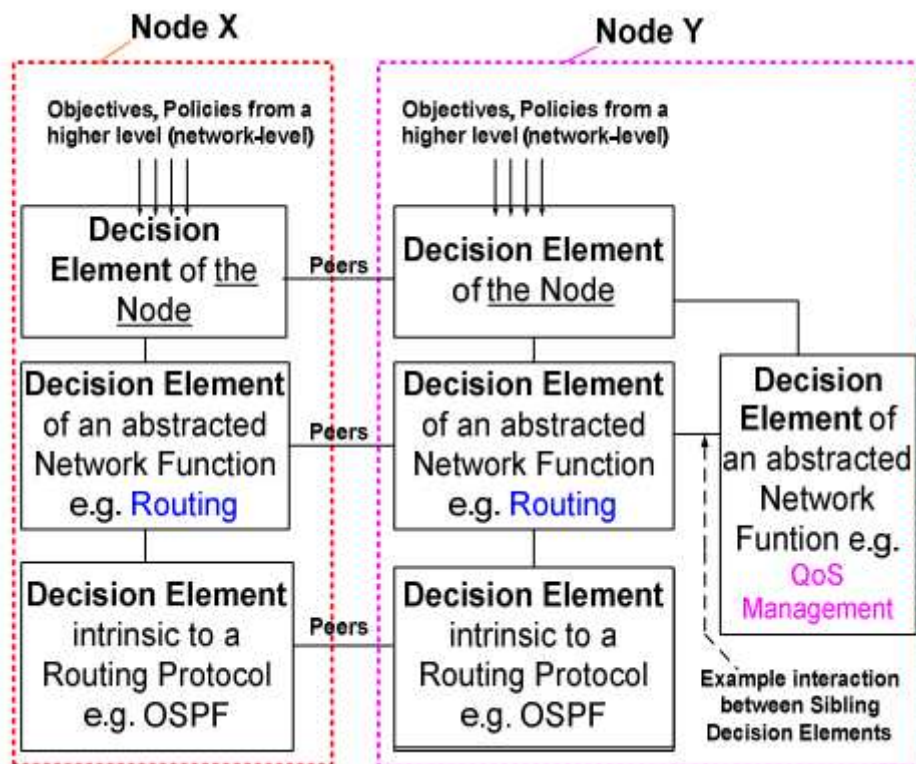 Node X
Objectives, Policies from a
higher level (network-level)
Decision
Element of the
Node
Peers
Decision Element
of an abstracted
Network Function
e.g. Routing
Peers
Decision Element
intrinsic to a
Routing Protocol
e.g. OSPF
Peers
Node Y
Objectives, Policies from a
higher level (network-level)
Decision Element
of the Node
Decision Element
of an abstracted
Network Function
e.g. Routing
Decision Element
intrinsic to a
Routing Protocol
e.g. OSPF
Decision
Element of
an abstracted
Network
Funtion e.g.
QoS
Management
Example interaction
between Sibling
Decision Elements